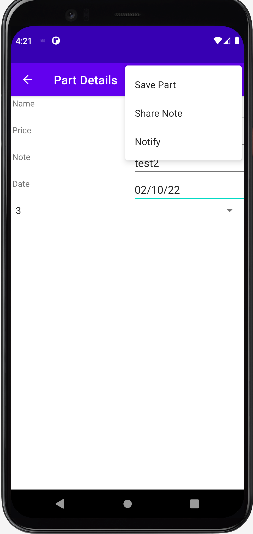 4:21
Part Details
Save Part
Name
Share Note
Price
Notify
Note
test2
Date
02/10/22
3